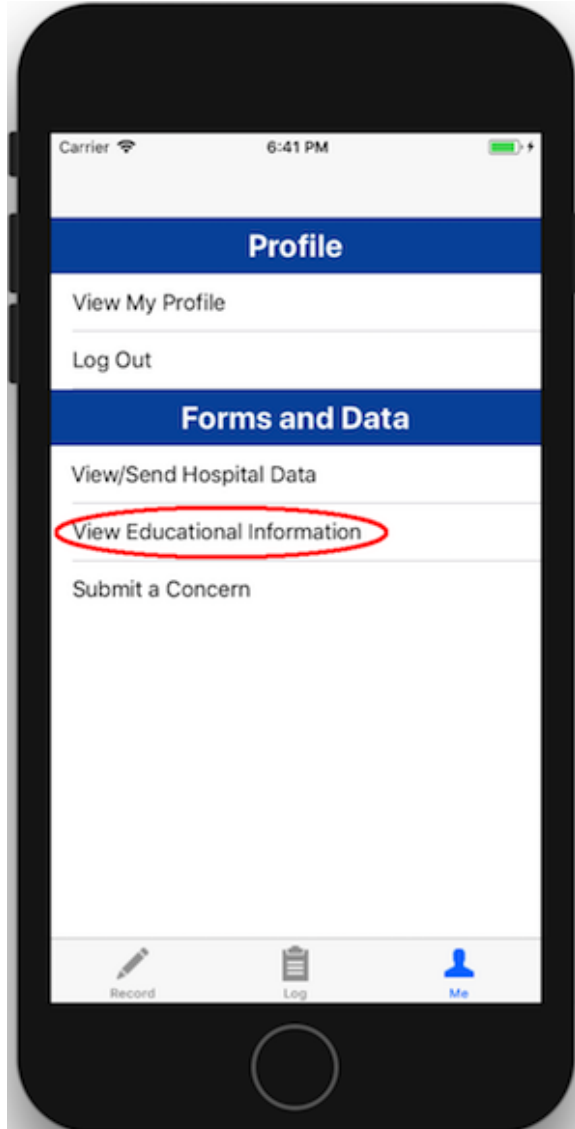 Carrier 6:41 PM
Profile
View My Profile
Log Out
Forms and Data
View/Send Hospital Data
View Educational Information
Submit a Concern
Record Log Me